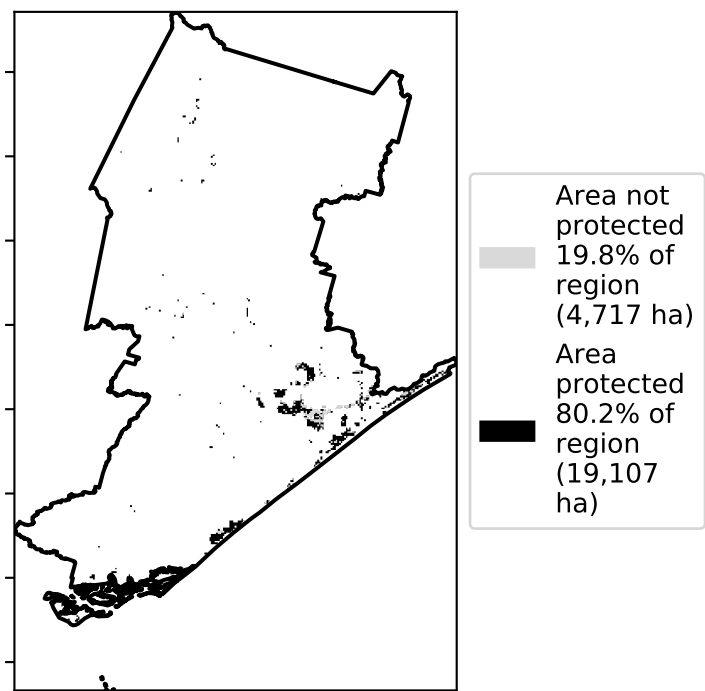 Area not
protected
19.8% of
region
(4,717 ha)
Area
protected
80.2% of
region
(19,107
ha)